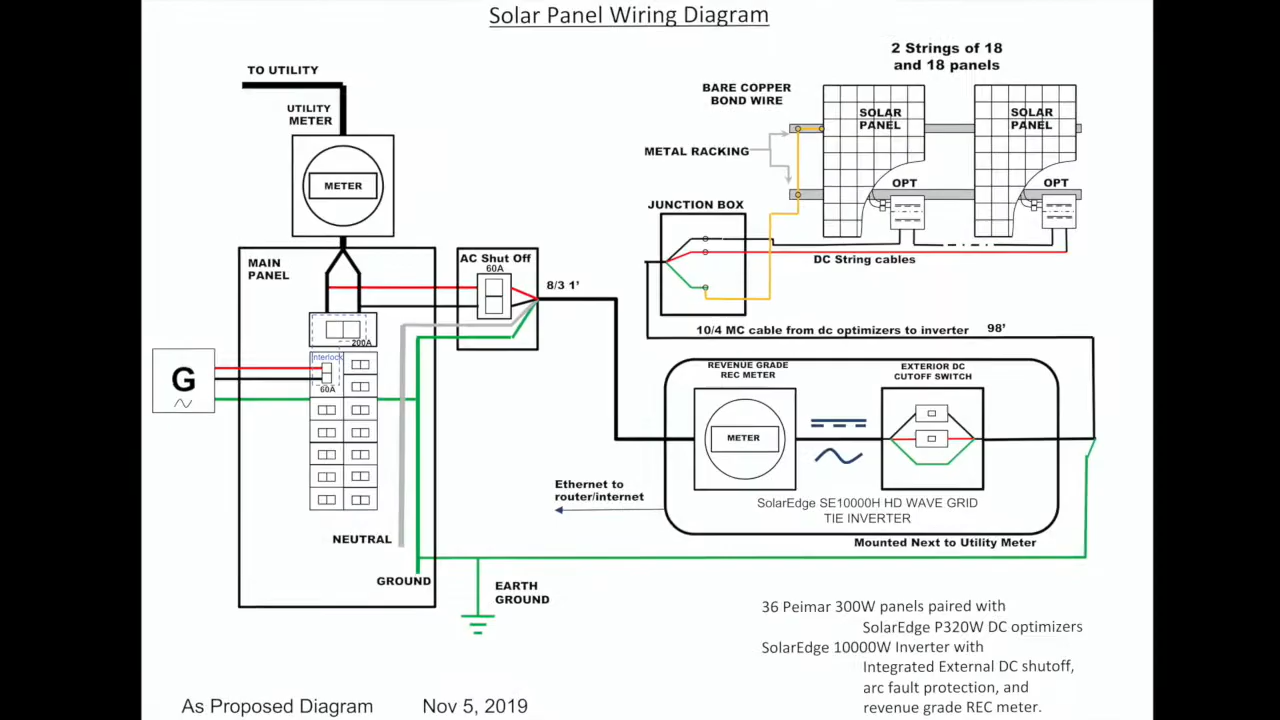 Solar Panel Wiring Diagram
2 Strings of 18
and 18 panels
TO UTILITY
UTILITY
METER
METER
BARE COPPER
BOND WIRE
SOLAR
PANEL
SOLAR
PANEL
METAL RACKING
OPT
OPT
JUNCTION BOX
DC String cables
MAIN
PANEL
AC Shut Off
60A
8/3 1'
200A
Interlock
60A
G
10/4 MC cable from dc optimizers to inverter
98'
REVENUE GRADE
REC METER
EXTERIOR DC
CUTOFF SWITCH
METER
Ethernet to
router/internet
SolarEdge SE10000H HD WAVE GRID
TIE INVERTER
Mounted Next to Utility Meter
NEUTRAL
GROUND
EARTH
GROUND
36 Peimar 300W panels paired with
SolarEdge P320W DC optimizers
SolarEdge 10000W Inverter with
Integrated External DC shutoff,
arc fault protection, and
revenue grade REC meter.
As Proposed Diagram
Nov 5, 2019